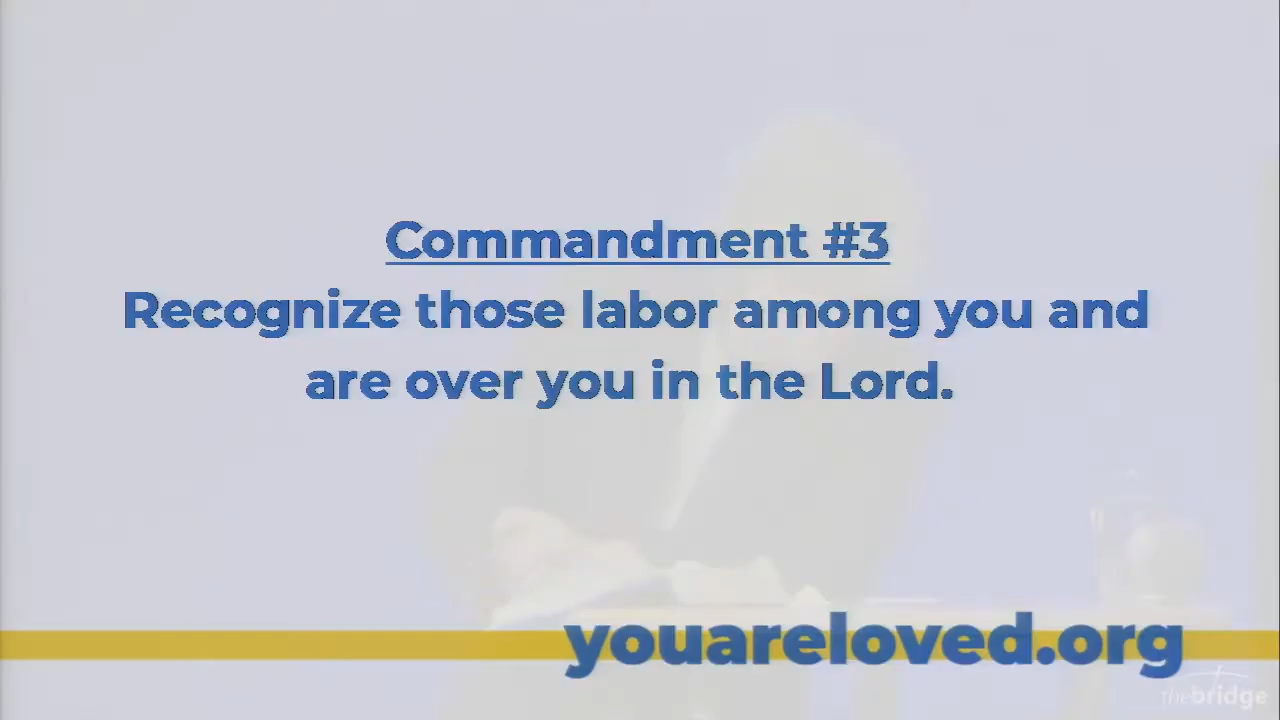 Commandment #3
Recognize those labor among you and
are over you in the Lord.
youareloved.org
thebridge